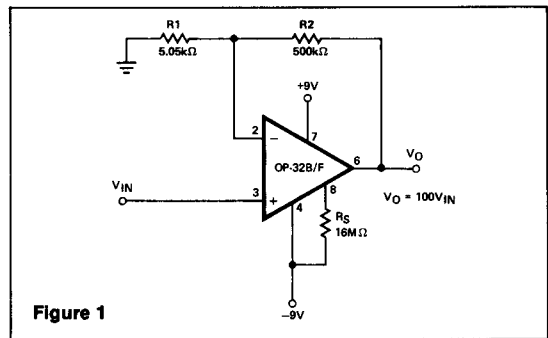 R1
5.05kΩ
R2
500kΩ
+9V
2
7
−
OP-32B/F
6
VO
VIN
3
+
4
8
VO = 100VIN
RS
16MΩ
−9V
Figure 1